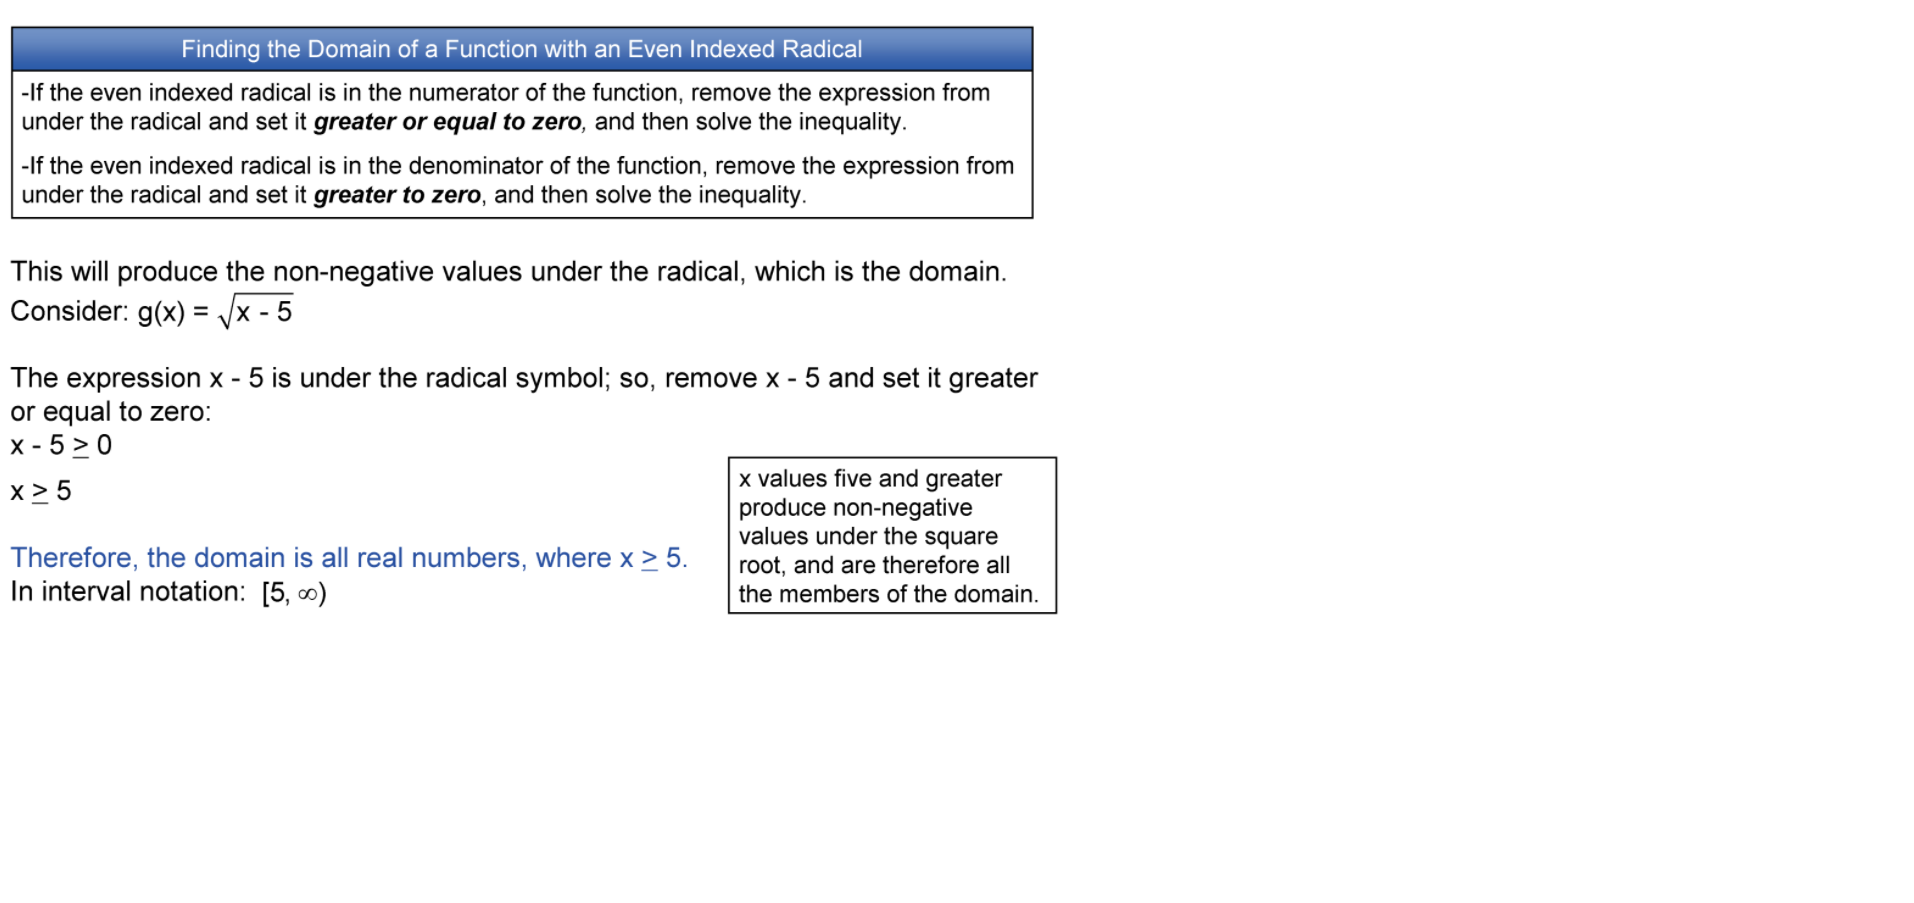 Finding the Domain of a Function with an Even Indexed Radical
-If the even indexed radical is in the numerator of the function, remove the expression from
under the radical and set it greater or equal to zero, and then solve the inequality.
-If the even indexed radical is in the denominator of the function, remove the expression from
under the radical and set it greater to zero, and then solve the inequality.
This will produce the non-negative values under the radical, which is the domain.
Consider: g(x) = √x - 5
The expression x - 5 is under the radical symbol; so, remove x - 5 and set it greater
or equal to zero:
x - 5 ≥ 0
x ≥ 5
Therefore, the domain is all real numbers, where x ≥ 5.
In interval notation: [5, ∞)
x values five and greater
produce non-negative
values under the square
root, and are therefore all
the members of the domain.